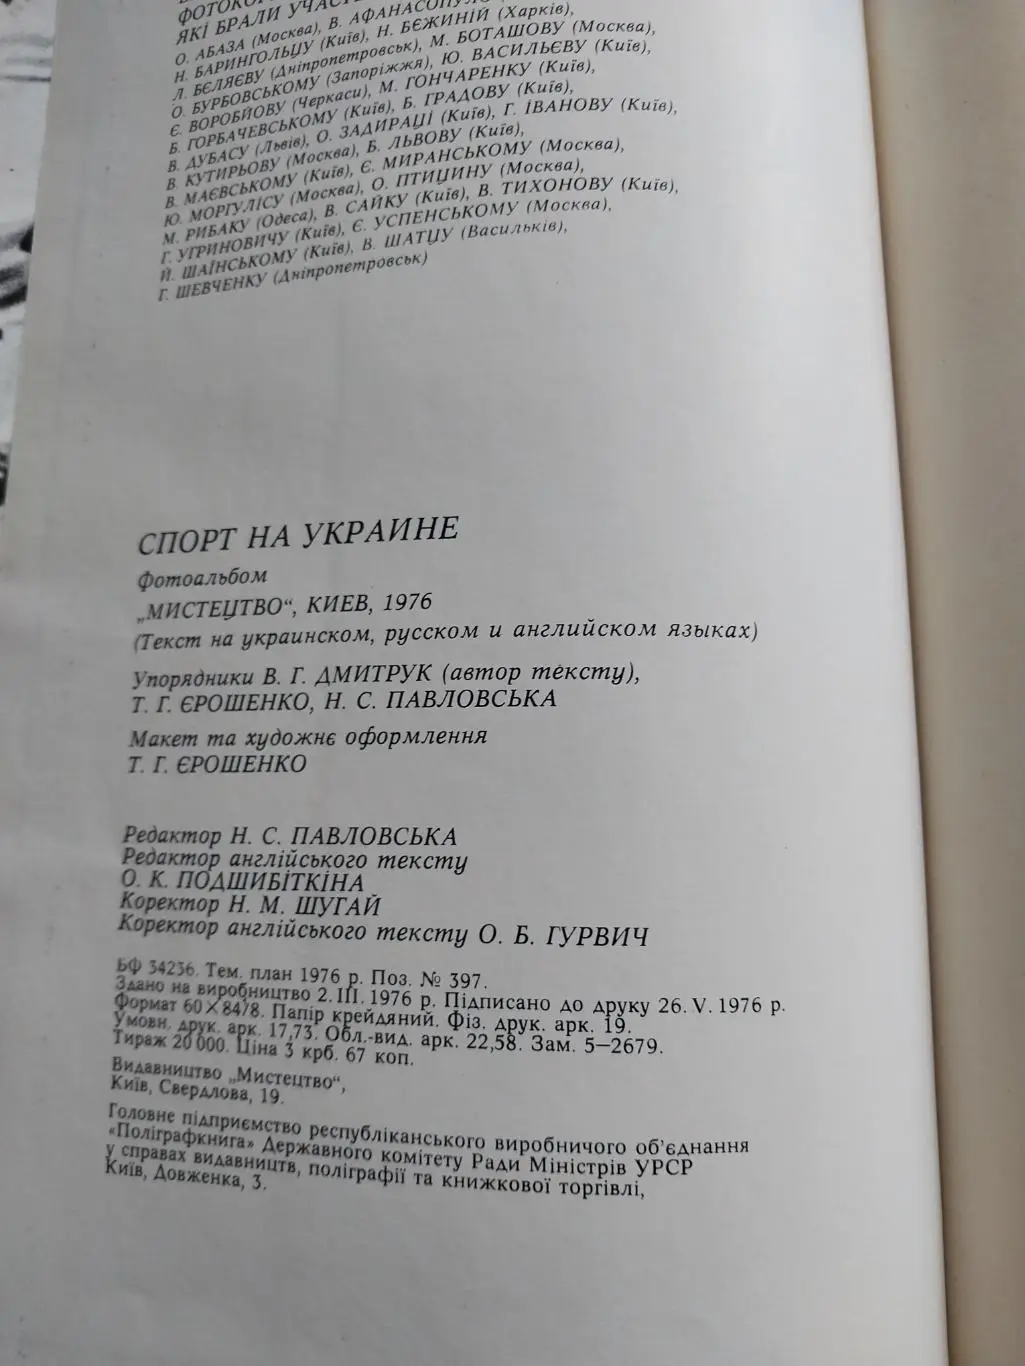 ФОТОКОР
ЯКІ БРАЛИ УЧАСТ
О. АБАЗА (Москва), В. АФАНАСОПУЛО
Н. БАРИНГОЛЬЦУ (Київ), Н. БЄЖИНІЙ (Харків),
Л. БЄЛЯЄВУ (Дніпропетровськ), М. БОТАШОВУ (Москва),
О. БУРБОВСЬКОМУ (Запоріжжя), Ю. ВАСИЛЬЄВУ (Київ),
Є. ВОРОБЙОВУ (Черкаси), М. ГОНЧАРЕНКУ (Київ),
Б. ГОРБАЧЕВСЬКОМУ (Київ), Б. ГРАДОВУ (Київ),
В. ДУБАСУ (Львів), О. ЗАДИРАЦІ (Київ), Г. ІВАНОВУ (Київ),
В. КУТИРЬОВУ (Москва), Б. ЛЬВОВУ (Київ),
В. МАЄВСЬКОМУ (Київ), Є. МИРАНСЬКОМУ (Москва),
Ю. МОРГУЛІСУ (Москва), О. ПТИЦИНУ (Москва),
М. РИБАКУ (Одеса), В. САЙКУ (Київ), В. ТИХОНОВУ (Київ),
Г. УГРИНОВИЧУ (Київ), Є. УСПЕНСЬКОМУ (Москва),
Й. ШАЇНСЬКОМУ (Київ), В. ШАТЦУ (Васильків),
Г. ШЕВЧЕНКУ (Дніпропетровськ)
СПОРТ НА УКРАИНЕ
Фотоальбом
„МИСТЕЦТВО“, КИЕВ, 1976
(Текст на украинском, русском и английском языках)
Упорядники В. Г. ДМИТРУК (автор тексту),
Т. Г. ЄРОШЕНКО, Н. С. ПАВЛОВСЬКА
Макет та художнє оформлення
Т. Г. ЄРОШЕНКО
Редактор Н. С. ПАВЛОВСЬКА
Редактор англійського тексту
О. К. ПОДШИБІТКІНА
Коректор Н. М. ШУГАЙ
Коректор англійського тексту О. Б. ГУРВИЧ
БФ 34236. Тем. план 1976 р. Поз. № 397.
Здано на виробництво 2. III. 1976 р. Підписано до друку 26. V. 1976 р.
Формат 60×84/8. Папір крейдяний. Фіз. друк. арк. 19.
Умовн. друк. арк. 17,73. Обл.-вид. арк. 22,58. Зам. 5—2679.
Тираж 20 000. Ціна 3 крб. 67 коп.
Видавництво „Мистецтво“,
Київ, Свердлова, 19.
Головне підприємство республіканського виробничого об'єднання
«Поліграфкнига» Державного комітету Ради Міністрів УРСР
у справах видавництв, поліграфії та книжкової торгівлі,
Київ, Довженка, 3.